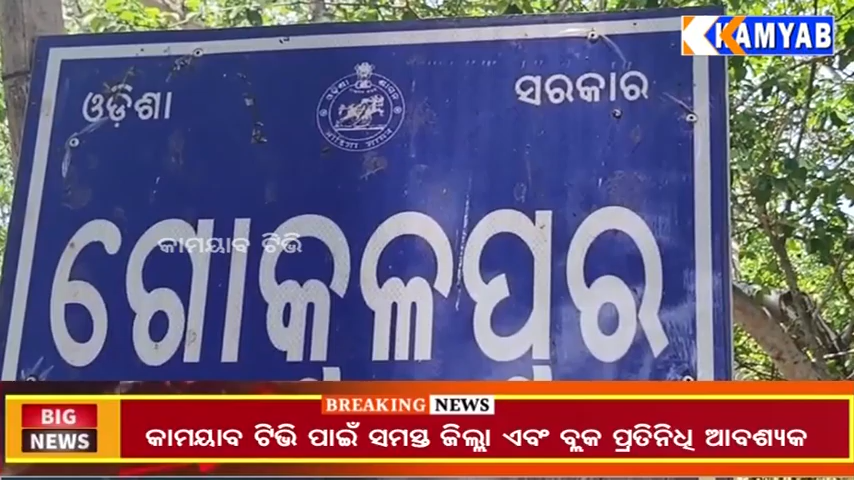 KAMYAB
ଓଡ଼ିଶା ସରକାର
ଗୋକୁଳପୁର
କାମୟାବ ଟିଭି
BREAKING NEWS
BIG
NEWS
କାମୟାବ ଟିଭି ପାଇଁ ସମସ୍ତ ଜିଲ୍ଲା ଏବଂ ବ୍ଲକ ପ୍ରତିନିଧି ଆବଶ୍ୟକ